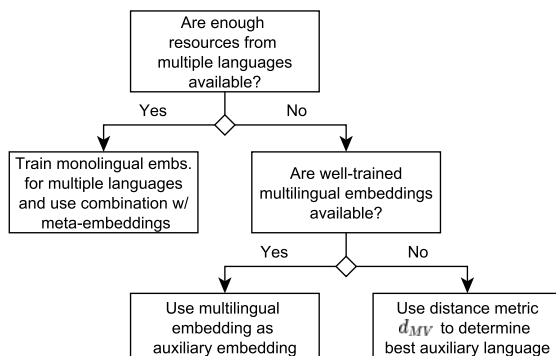 Are enough
resources from
multiple languages
available?
Yes
No
Train monolingual embs.
for multiple languages
and use combination w/
meta-embeddings
Are well-trained
multilingual embeddings
available?
Yes
No
Use multilingual
embedding as
auxiliary embedding
Use distance metric
d_{MV} to determine
best auxiliary language